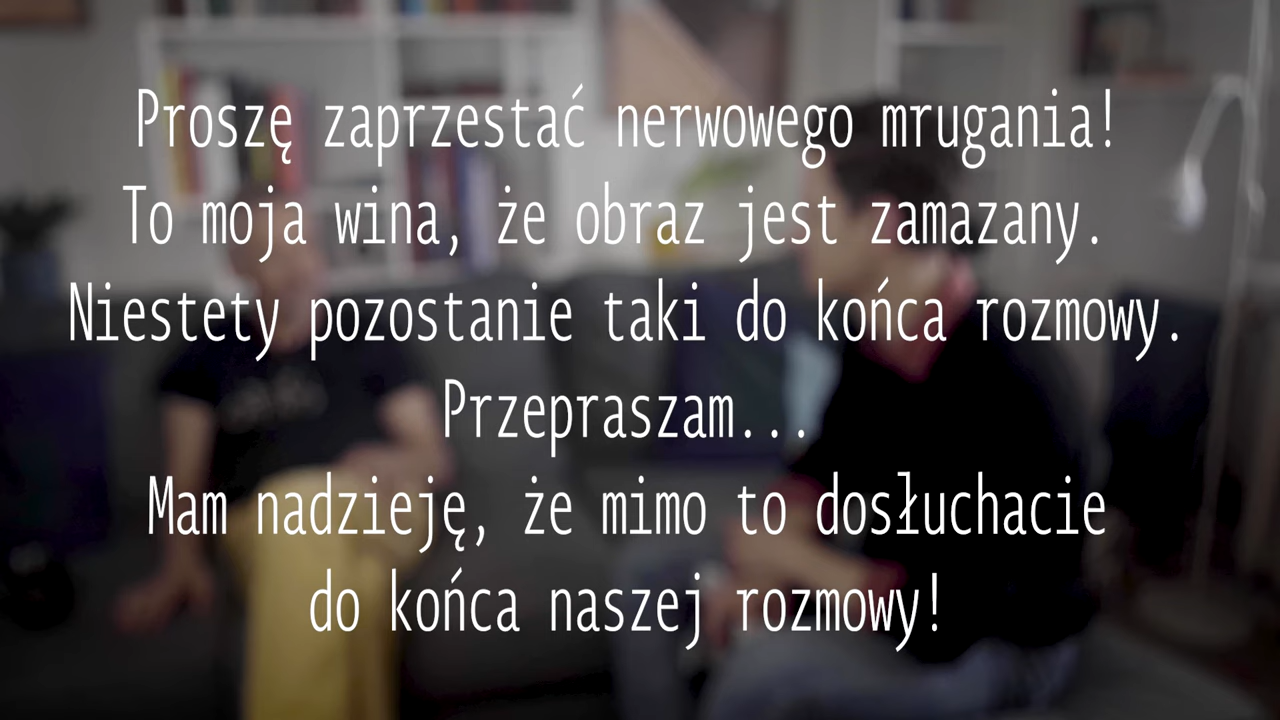 Proszę zaprzestać nerwowego mrugania!
To moja wina, że obraz jest zamazany.
Niestety pozostanie taki do końca rozmowy.
Przepraszam...
Mam nadzieję, że mimo to dosłuchacie
do końca naszej rozmowy!